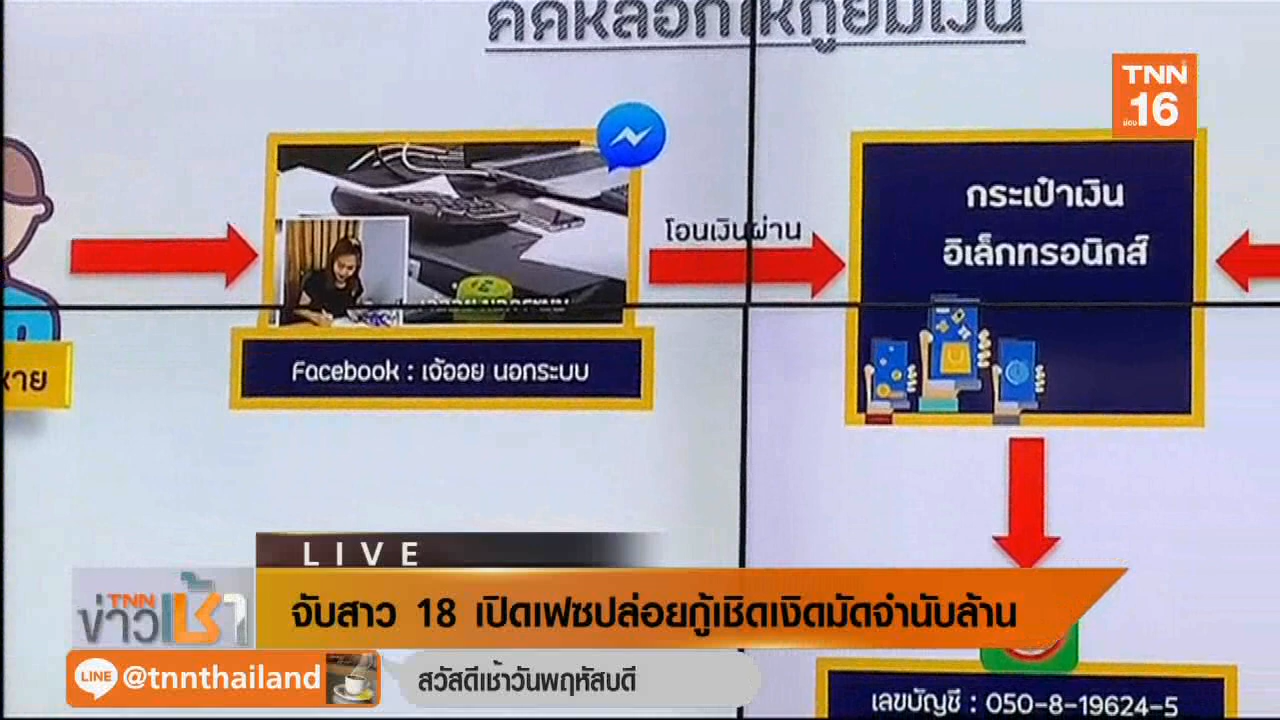 คดีหลอกให้กู้ยืมเงิน
TNN
ช่อง 16
กระเป๋าเงิน
อิเล็กทรอนิกส์
โอนเงินผ่าน
Facebook : เจ้ออย นอกระบบ
หาย
LIVE
TNN
ข่าวเช้า
จับสาว 18 เปิดเฟซปล่อยกู้เชิดเงิดมัดจำนับล้าน
LINE @tnnthailand
สวัสดีเช้าวันพฤหัสบดี
เลขบัญชี : 050-8-19624-5